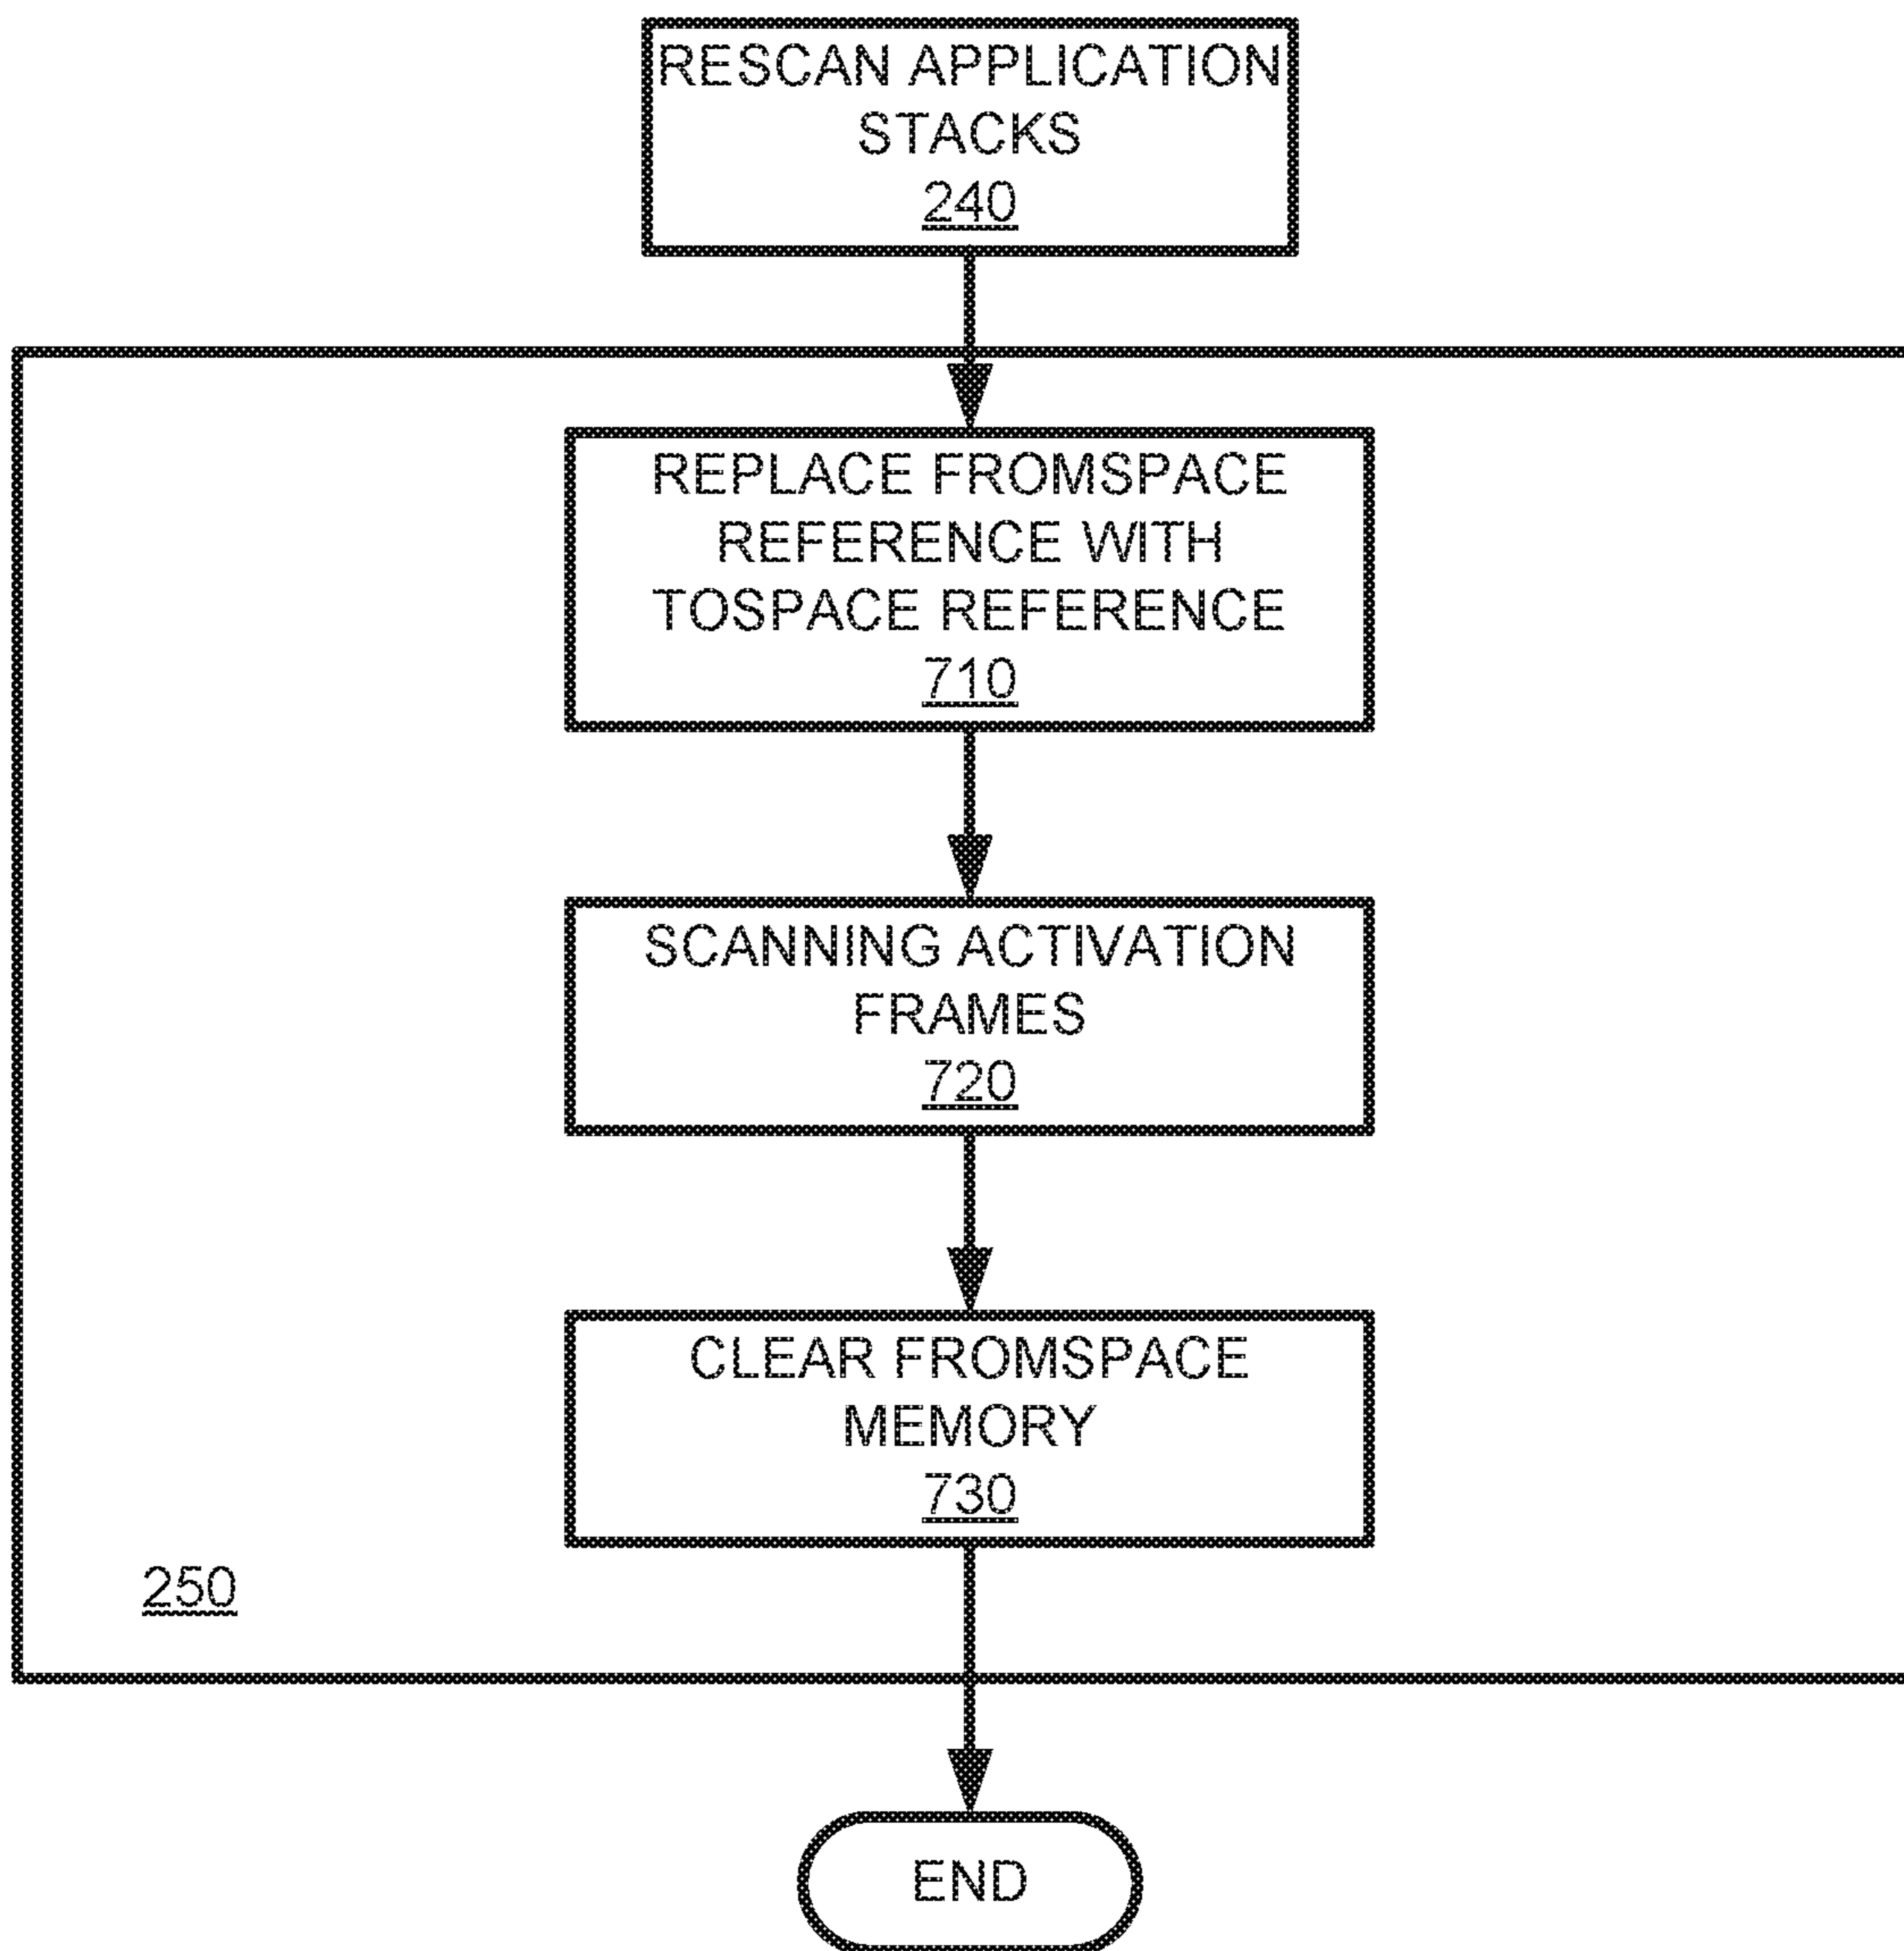 RESCAN APPLICATION
STACKS
240
REPLACE FROMSPACE
REFERENCE WITH
TOSPACE REFERENCE
710
SCANNING ACTIVATION
FRAMES
720
CLEAR FROMSPACE
MEMORY
730
250
END